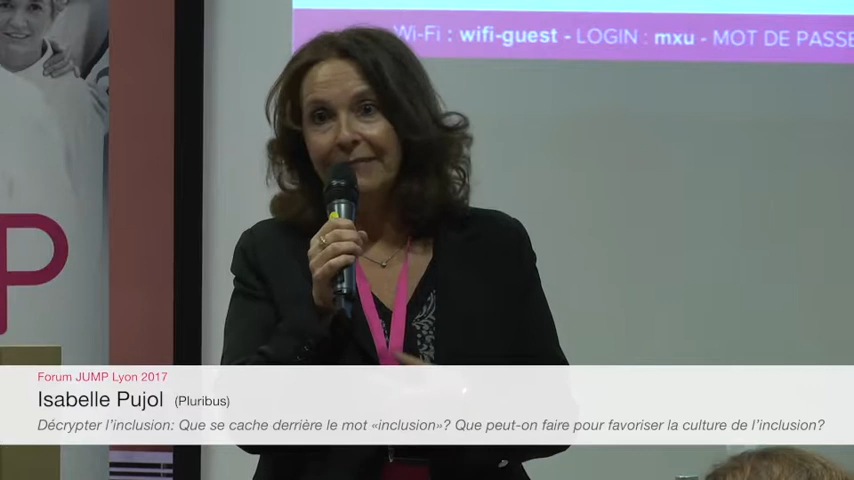 Wi-Fi : wifi-guest - LOGIN : mxu - MOT DE PASSE
P
Forum JUMP Lyon 2017
Isabelle Pujol (Pluribus)
Décrypter l'inclusion: Que se cache derrière le mot «inclusion»? Que peut-on faire pour favoriser la culture de l'inclusion?